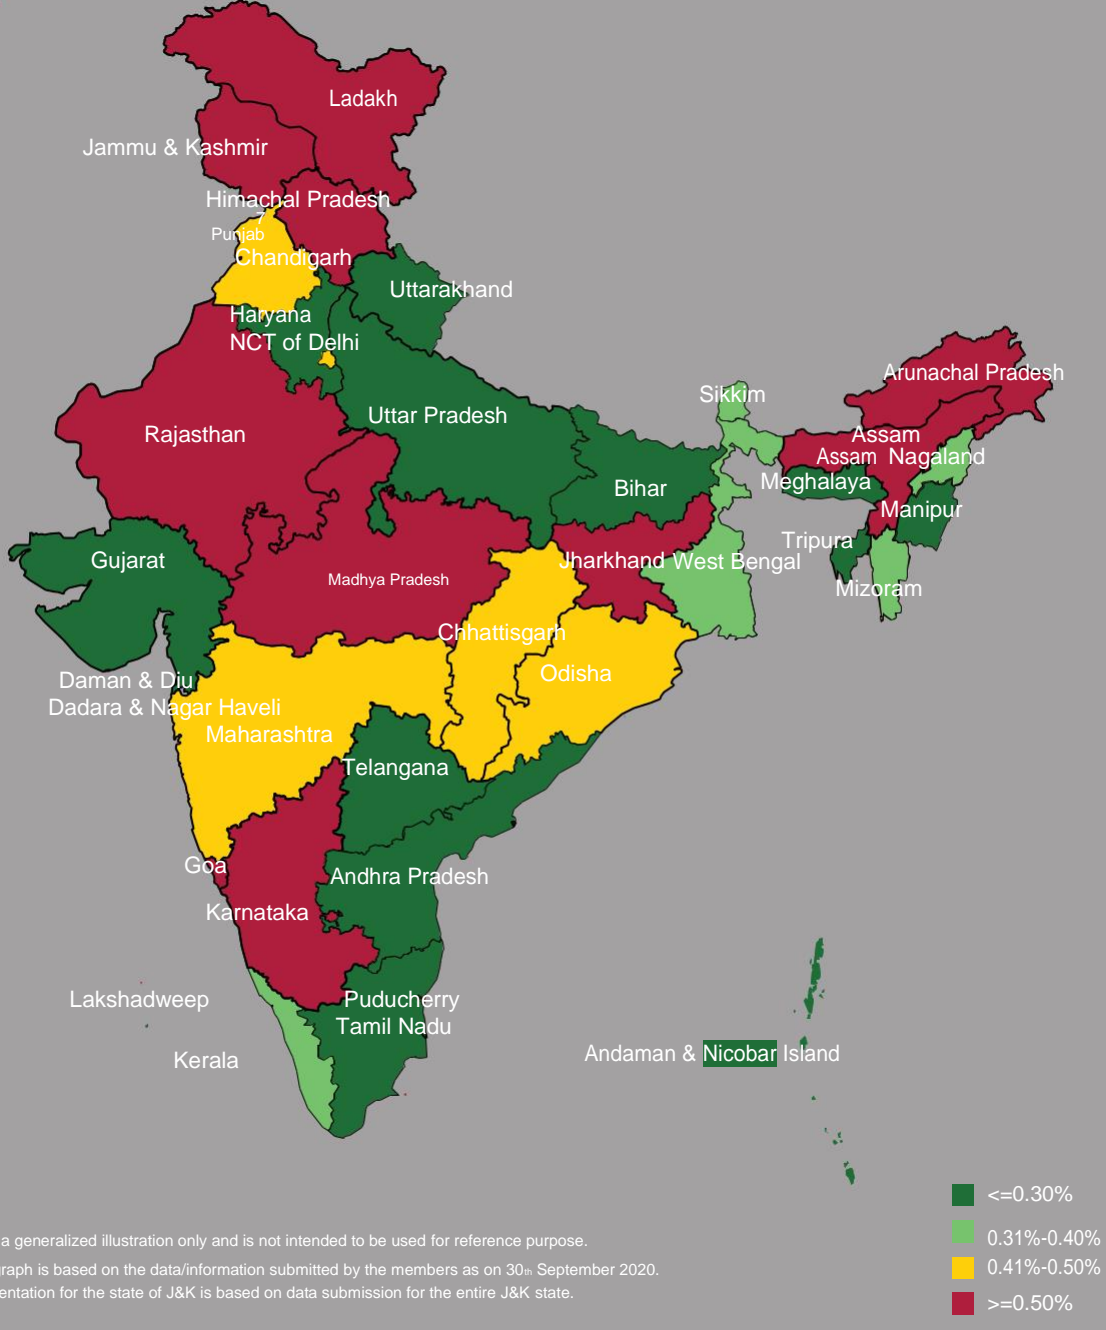 Ladakh
Jammu & Kashmir
Himachal Pradesh
7
Punjab
Chandigarh
Uttarakhand
Haryana
NCT of Delhi
Arunachal Pradesh
Sikkim
Uttar Pradesh
Rajasthan
Assam
Assam Nagaland
Meghalaya
Bihar
Manipur
Tripura
Gujarat
Jharkhand West Bengal
Madhya Pradesh
Mizoram
Chhattisgarh
Odisha
Daman & Diu
Dadara & Nagar Haveli
Maharashtra
Telangana
Goa
Andhra Pradesh
Karnataka
Lakshadweep
Puducherry
Tamil Nadu
Kerala
Andaman & Nicobar Island
<=0.30%
0.31%-0.40%
0.41%-0.50%
>=0.50%
a generalized illustration only and is not intended to be used for reference purpose.
graph is based on the data/information submitted by the members as on 30th September 2020.
entation for the state of J&K is based on data submission for the entire J&K state.